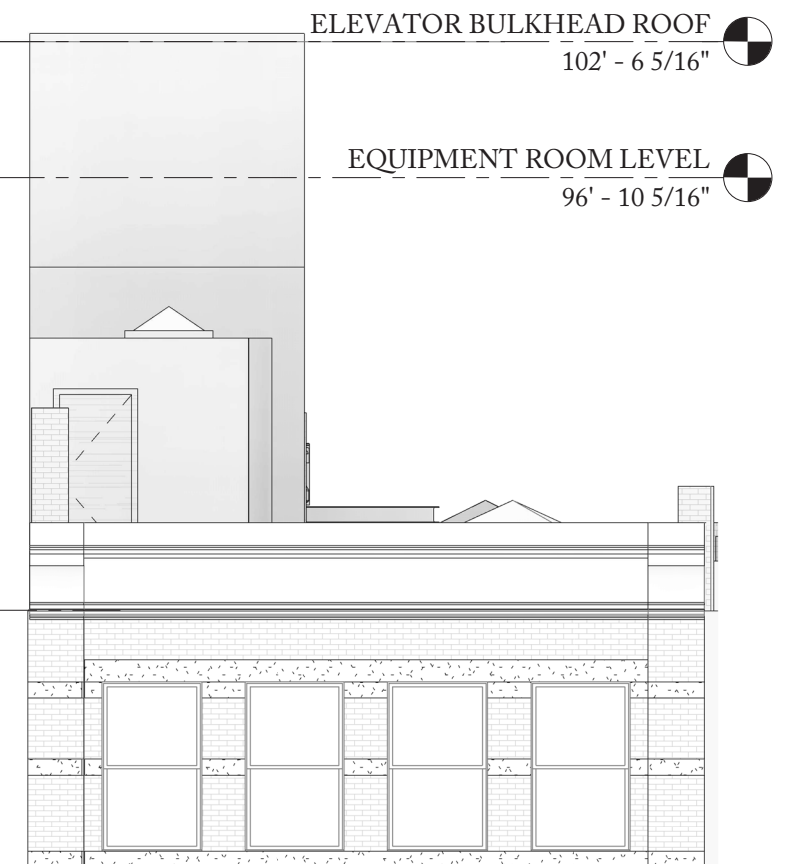 ELEVATOR BULKHEAD ROOF
102' - 6 5/16"
EQUIPMENT ROOM LEVEL
96' - 10 5/16"